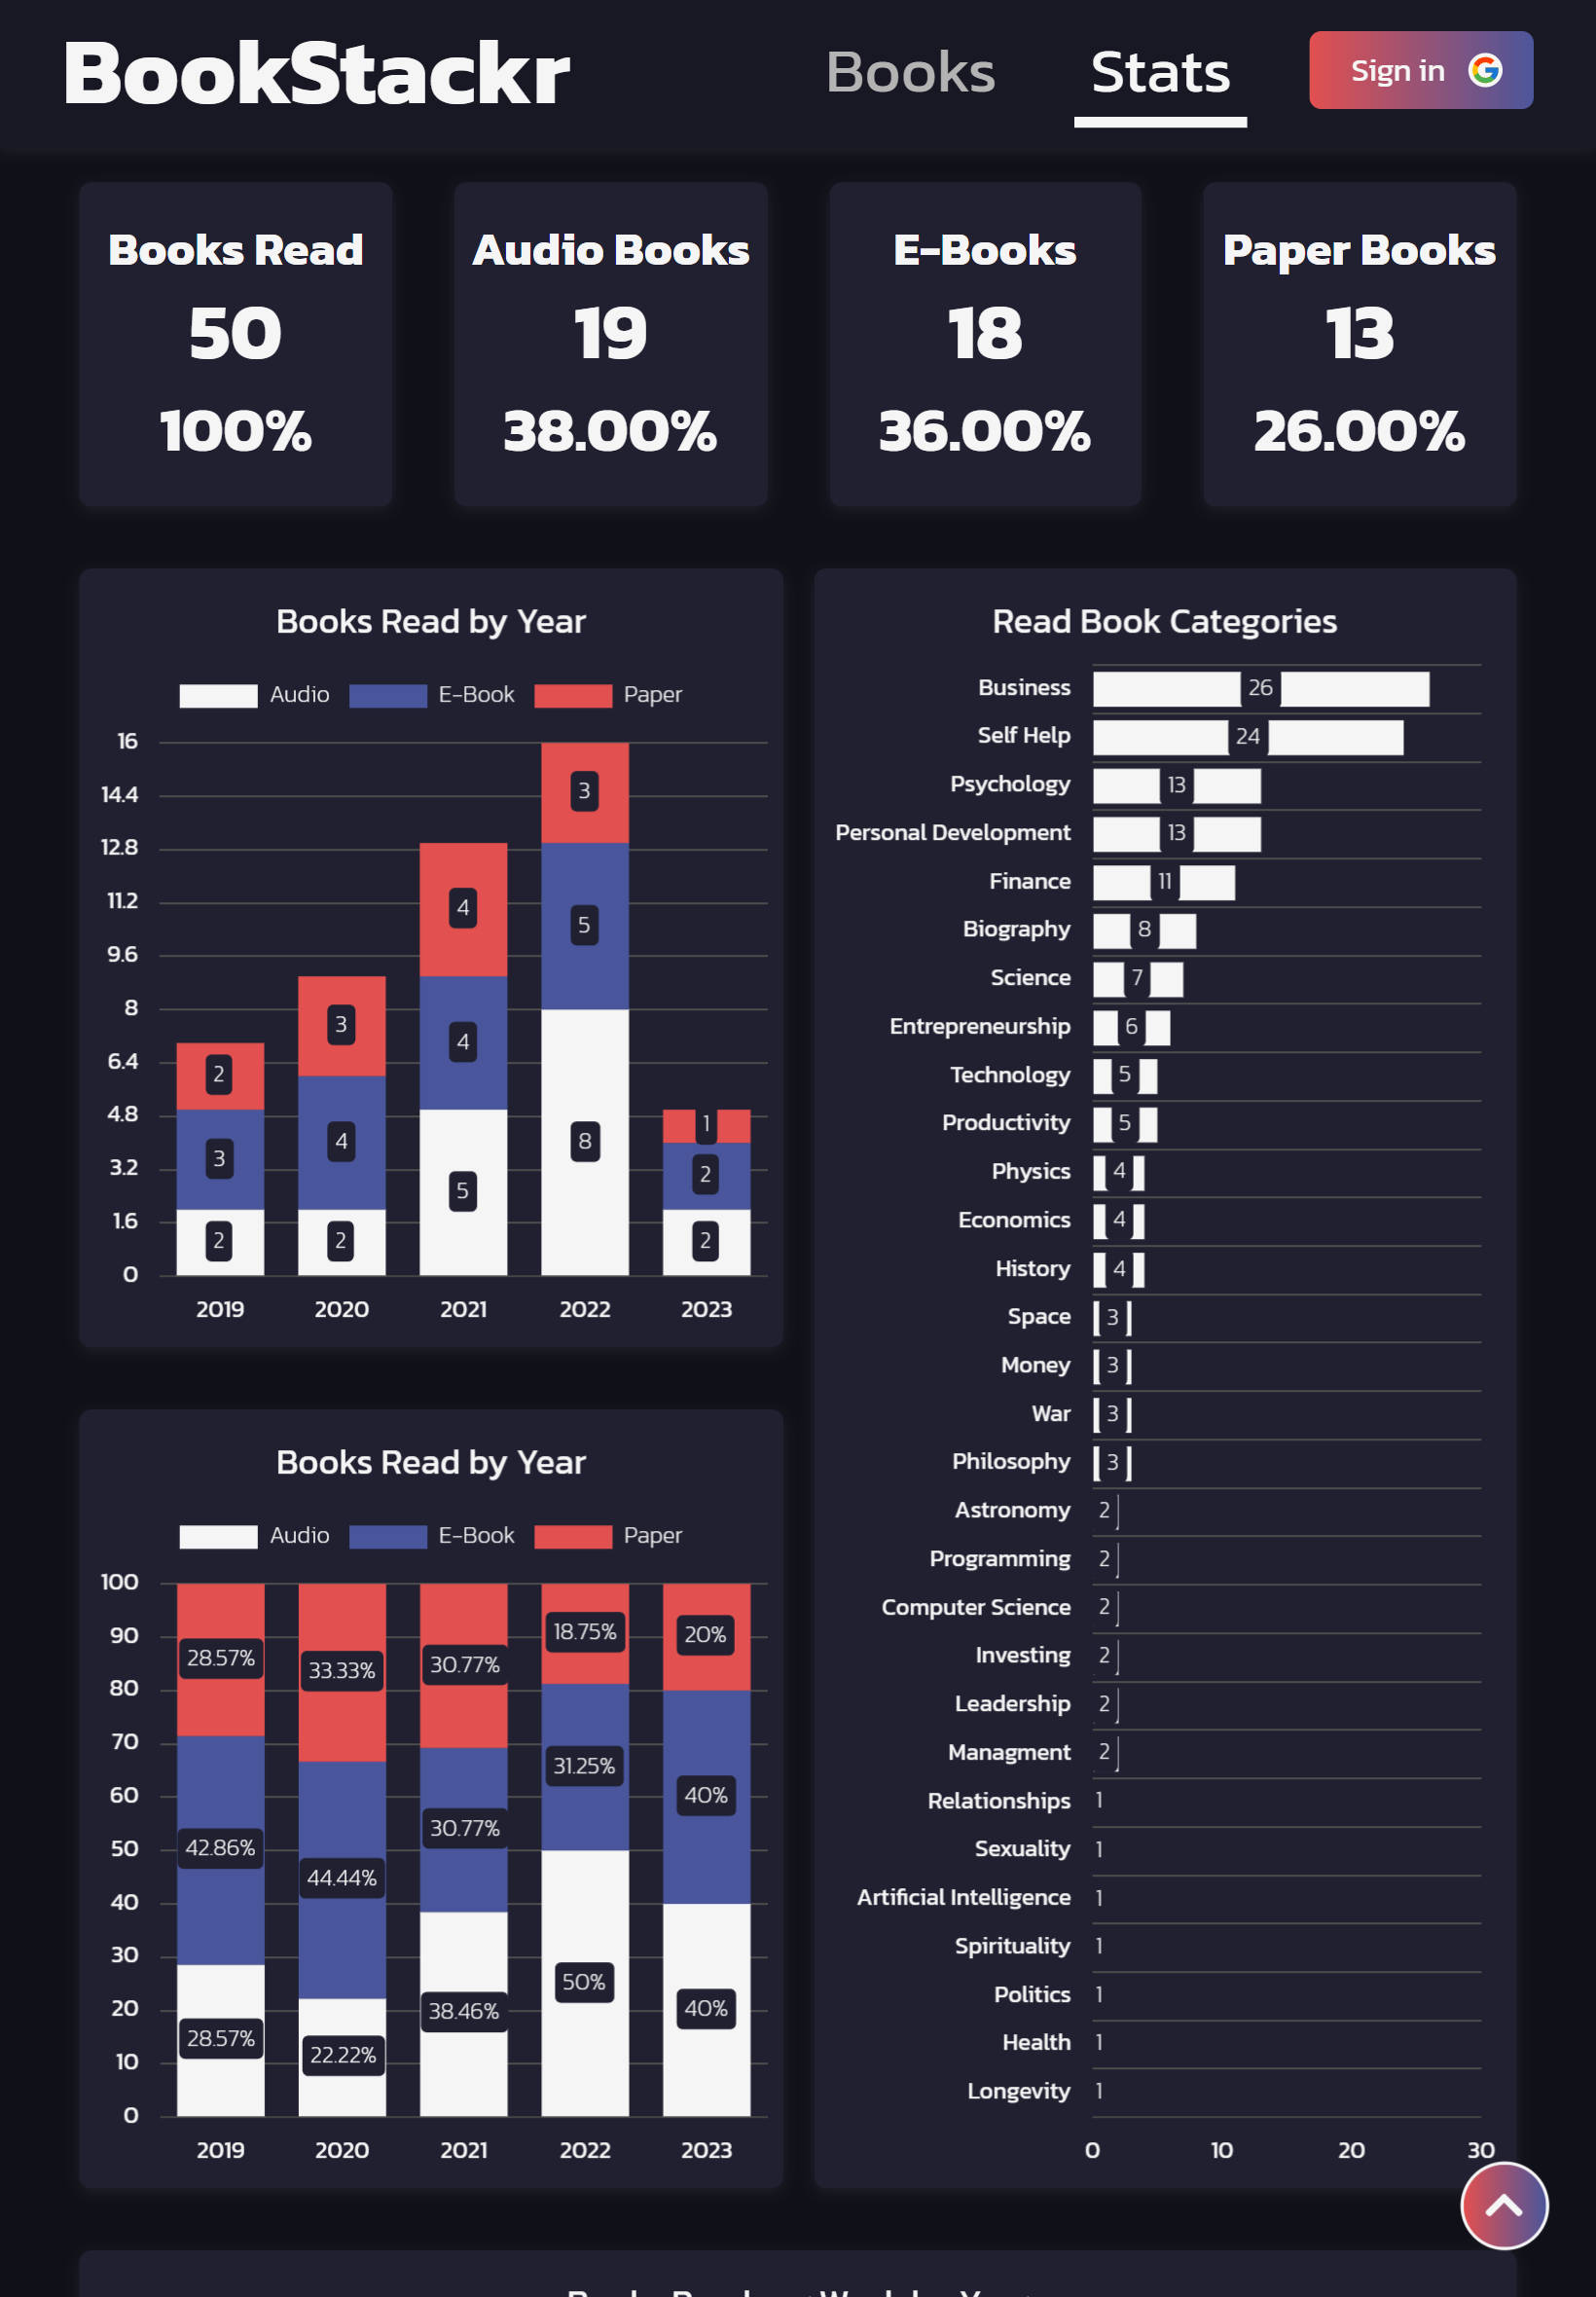 BookStackr
Books
Stats
Sign in
Books Read
50
100%
Audio Books
19
38.00%
E-Books
18
36.00%
Paper Books
13
26.00%
Books Read by Year
Audio E-Book Paper
16
14.4
12.8
11.2
9.6
8
6.4
4.8
3.2
1.6
0
2 3 2
2 4 3
5 4 4
8 5 3
2 2 1
2019 2020 2021 2022 2023
Books Read by Year
Audio E-Book Paper
100
90
80
70
60
50
40
30
20
10
0
28.57% 42.86% 28.57%
22.22% 44.44% 33.33%
38.46% 30.77% 30.77%
50% 31.25% 18.75%
40% 40% 20%
2019 2020 2021 2022 2023
Read Book Categories
Business 26
Self Help 24
Psychology 13
Personal Development 13
Finance 11
Biography 8
Science 7
Entrepreneurship 6
Technology 5
Productivity 5
Physics 4
Economics 4
History 4
Space 3
Money 3
War 3
Philosophy 3
Astronomy 2
Programming 2
Computer Science 2
Investing 2
Leadership 2
Managment 2
Relationships 1
Sexuality 1
Artificial Intelligence 1
Spirituality 1
Politics 1
Health 1
Longevity 1
0 10 20 30